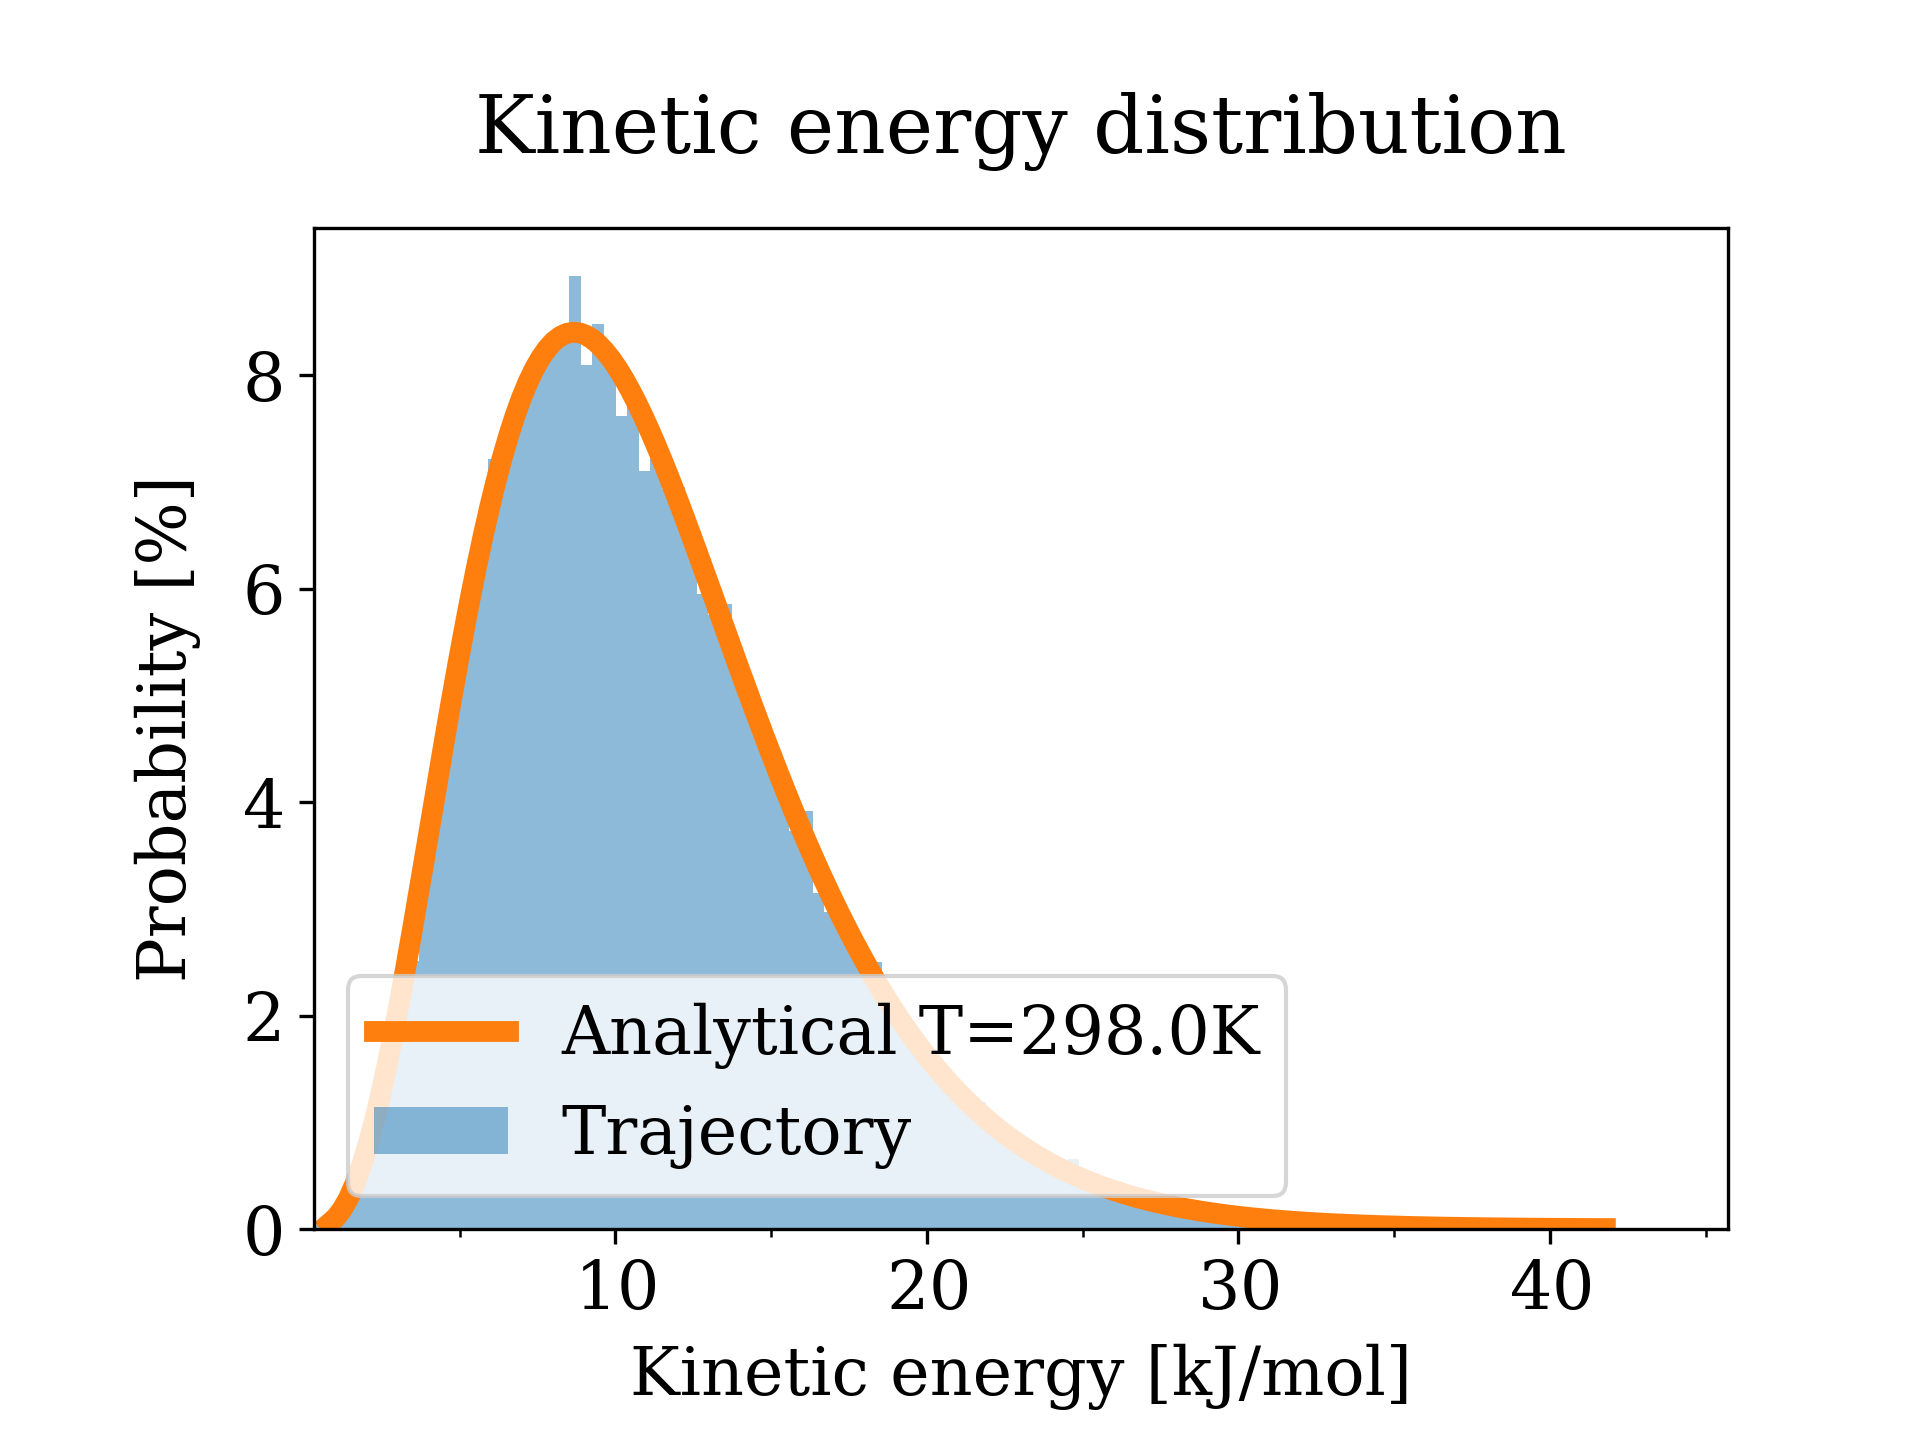 Kinetic energy distribution
Probability [%]
8
6
4
2
0
Analytical T=298.0K
Trajectory
10 20 30 40
Kinetic energy [kJ/mol]